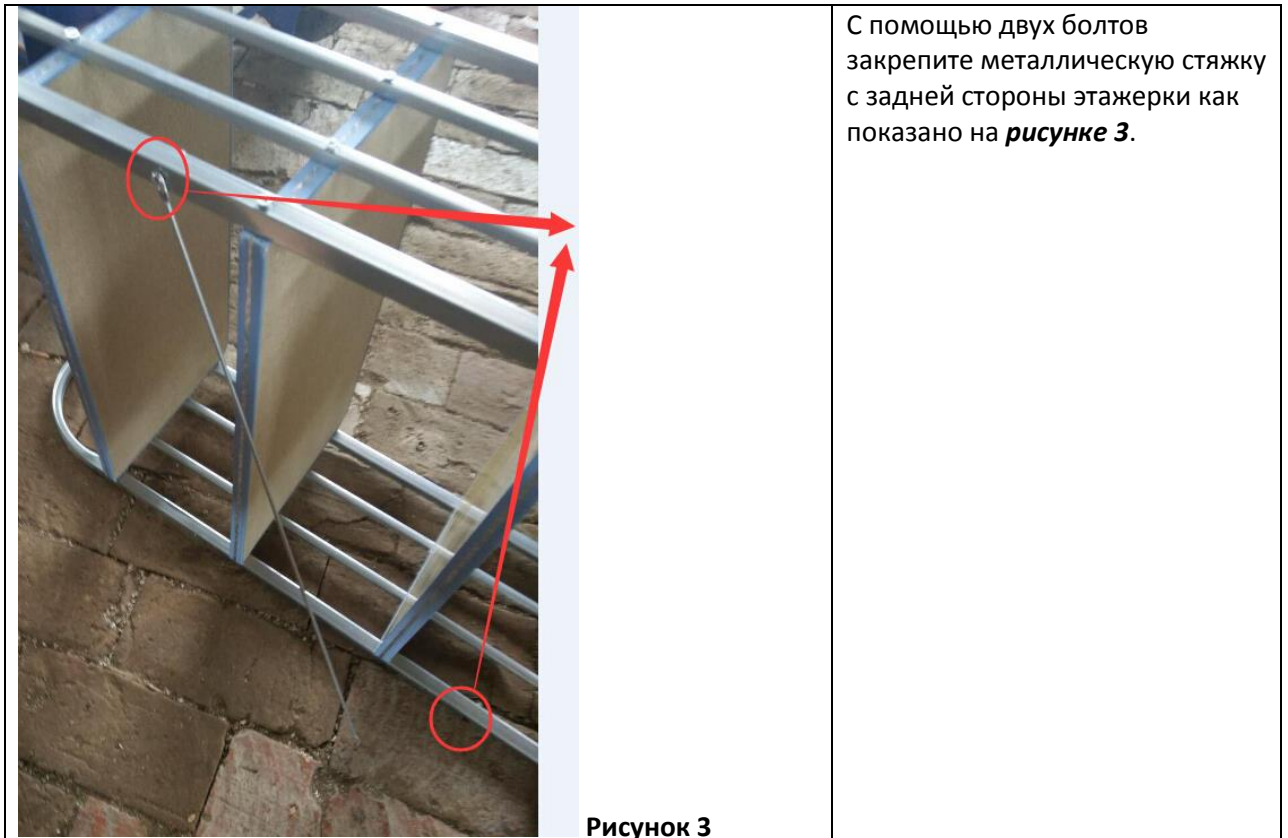 С помощью двух болтов
закрепите металлическую стяжку
с задней стороны этажерки как
показано на рисунке 3.
Рисунок 3